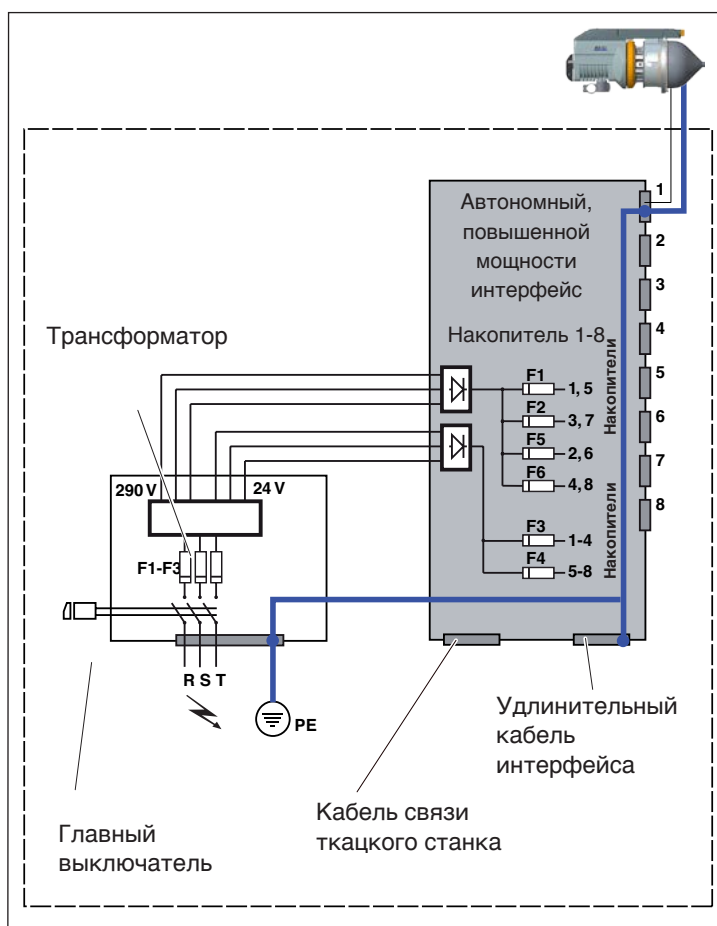 Автономный,
повышенной
мощности
интерфейс
Накопитель 1-8
Трансформатор
1
2
3
4
5
6
7
8
Накопители
Накопители
F1
1, 5
F2
3, 7
F5
2, 6
F6
4, 8
F3
1-4
F4
5-8
290 V
24 V
F1-F3
R S T
PE
Удлинительный
кабель
интерфейса
Кабель связи
ткацкого станка
Главный
выключатель